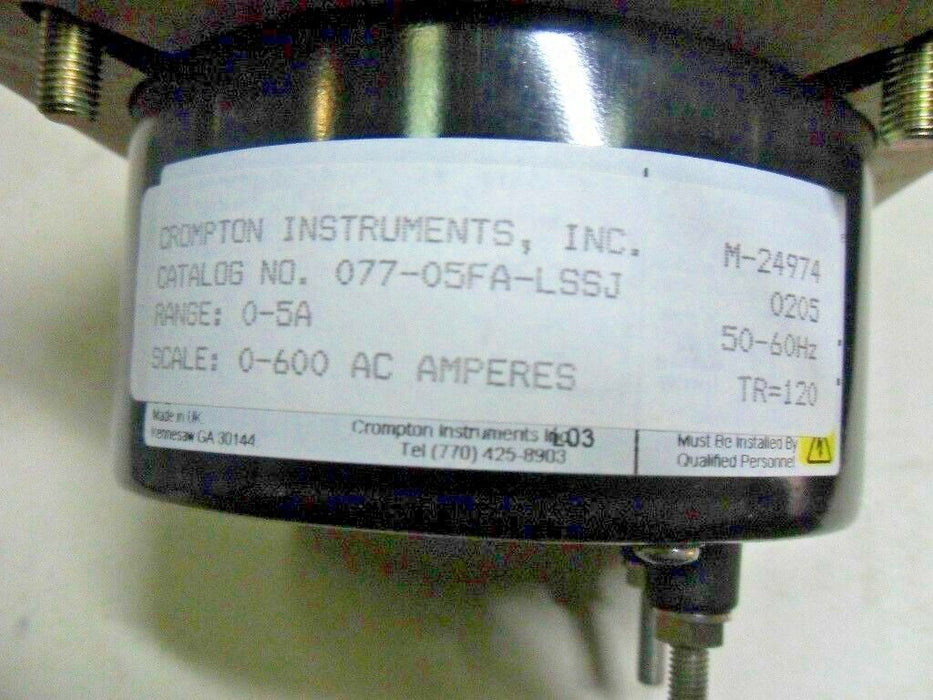 CROMPTON INSTRUMENTS, INC.
CATALOG NO. 077-05FA-LSSJ
RANGE: 0-5A
SCALE: 0-600 AC AMPERES
M-24974
0205
50-60Hz
TR=120
Made in UK
Kennesaw GA 30144
Crompton Instruments
Tel (770) 425-8903
Must Be Installed By
Qualified Personnel